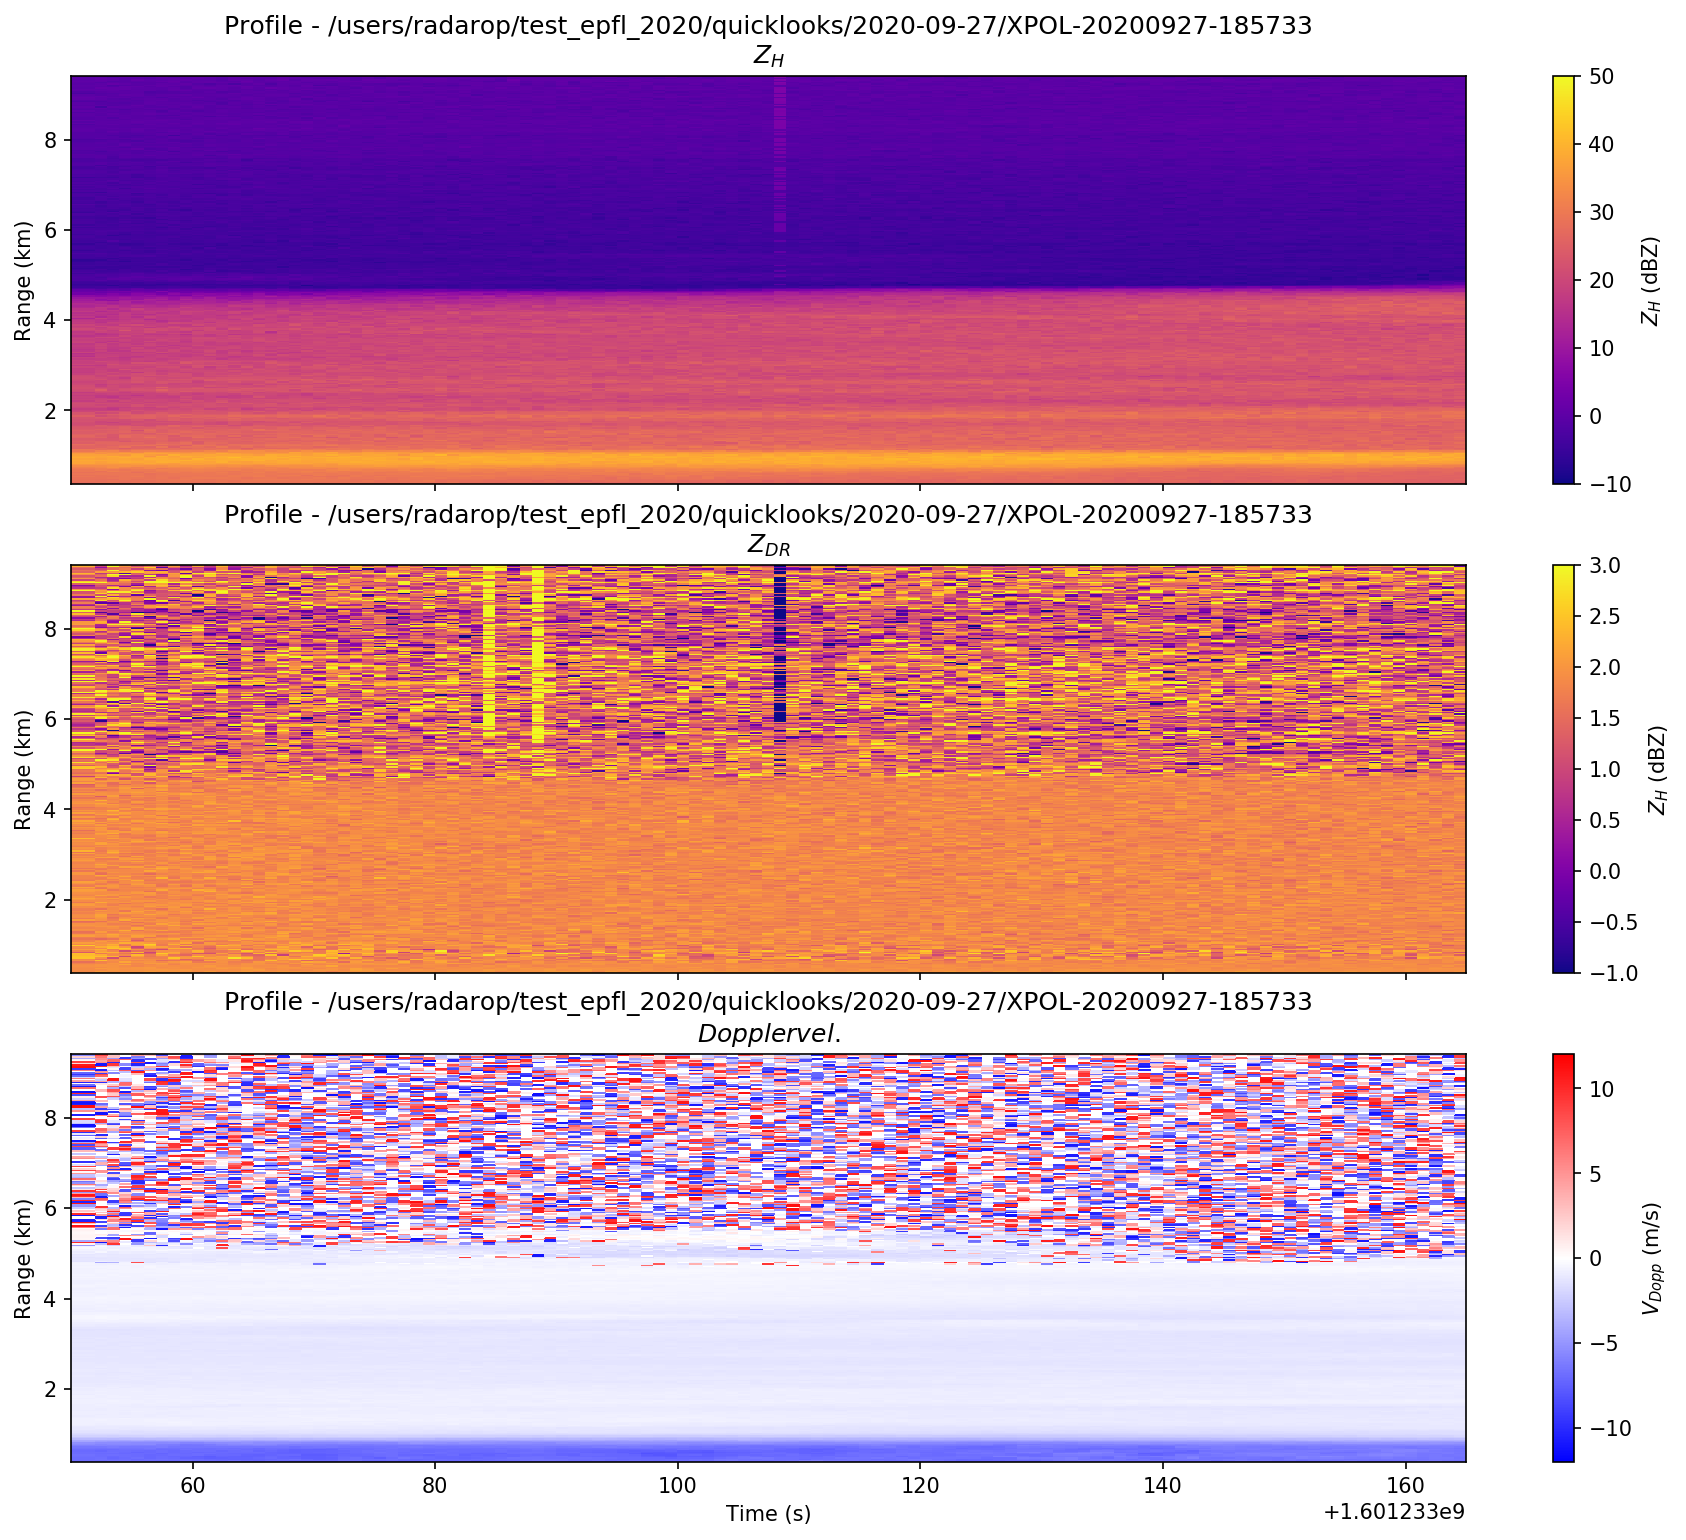 Profile - /users/radarop/test_epfl_2020/quicklooks/2020-09-27/XPOL-20200927-185733
Z_H
8
6
4
2
Range (km)
50
40
30
20
10
0
−10
Z_H (dBZ)
Profile - /users/radarop/test_epfl_2020/quicklooks/2020-09-27/XPOL-20200927-185733
Z_DR
8
6
4
2
Range (km)
3.0
2.5
2.0
1.5
1.0
0.5
0.0
−0.5
−1.0
Z_H (dBZ)
Profile - /users/radarop/test_epfl_2020/quicklooks/2020-09-27/XPOL-20200927-185733
Dopplervel.
8
6
4
2
Range (km)
10
5
0
−5
−10
V_Dopp (m/s)
60 80 100 120 140 160
Time (s)
+1.601233e9